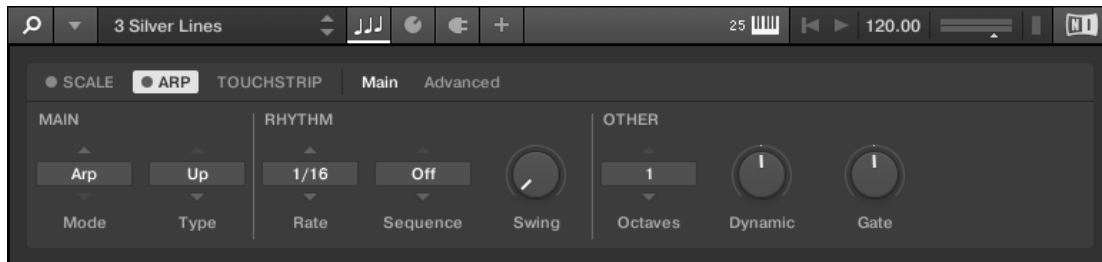 3 Silver Lines 25 120.00 NI
SCALE ARP TOUCHSTRIP Main Advanced
MAIN RHYTHM OTHER
Arp Up 1/16 Off 1
Mode Type Rate Sequence Swing Octaves Dynamic Gate